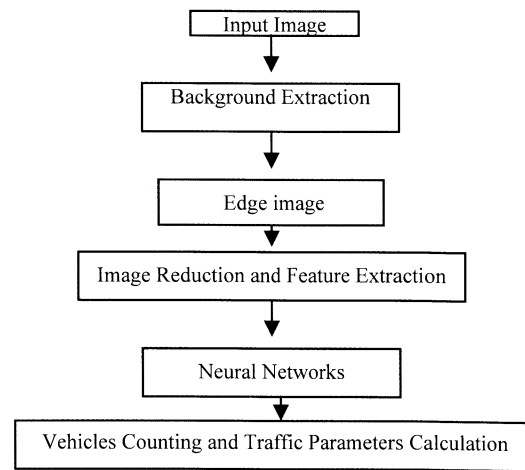 Input Image
Background Extraction
Edge image
Image Reduction and Feature Extraction
Neural Networks
Vehicles Counting and Traffic Parameters Calculation